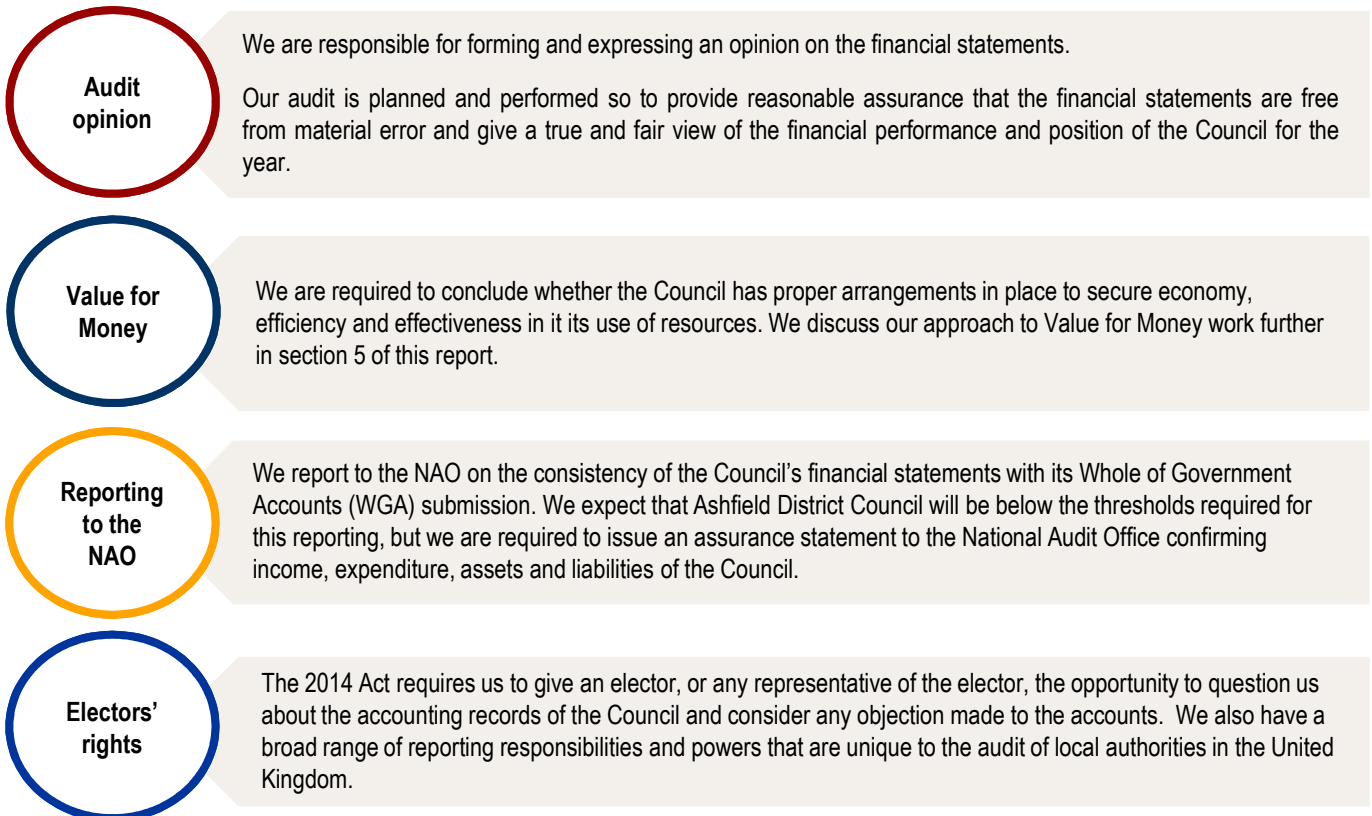 Audit
opinion
We are responsible for forming and expressing an opinion on the financial statements.
Our audit is planned and performed so to provide reasonable assurance that the financial statements are free
from material error and give a true and fair view of the financial performance and position of the Council for the
year.
Value for
Money
We are required to conclude whether the Council has proper arrangements in place to secure economy,
efficiency and effectiveness in it its use of resources. We discuss our approach to Value for Money work further
in section 5 of this report.
Reporting
to the
NAO
We report to the NAO on the consistency of the Council’s financial statements with its Whole of Government
Accounts (WGA) submission. We expect that Ashfield District Council will be below the thresholds required for
this reporting, but we are required to issue an assurance statement to the National Audit Office confirming
income, expenditure, assets and liabilities of the Council.
Electors’
rights
The 2014 Act requires us to give an elector, or any representative of the elector, the opportunity to question us
about the accounting records of the Council and consider any objection made to the accounts.  We also have a
broad range of reporting responsibilities and powers that are unique to the audit of local authorities in the United
Kingdom.